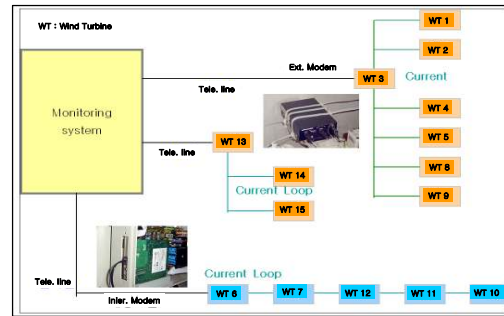 WT : Wind Turbine
WT 1
WT 2
Ext. Modem
WT 3
Current
Tele. line
Monitoring
system
WT 4
WT 13
WT 5
Tele. line
WT 14
WT 8
Current Loop
WT 15
WT 9
Current Loop
Tele. line
WT 6
WT 7
WT 12
WT 11
WT 10
Inler. Modem